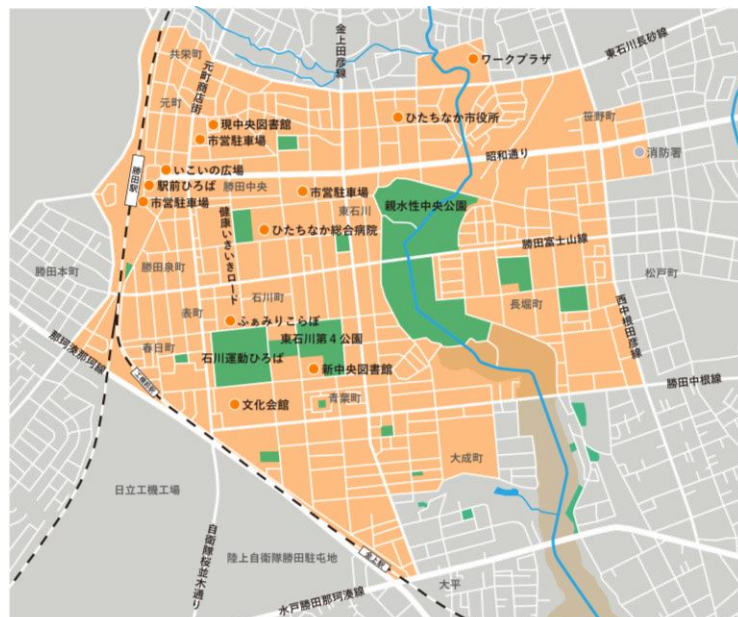 共栄町
元町商店街
金上田彦線
ワークプラザ
東石川長砂線
元町
現中央図書館
ひたちなか市役所
笹野町
市営駐車場
昭和通り
消防署
勝田駅
いこいの広場
駅前ひろば
勝田中央
市営駐車場
市営駐車場
東石川
親水性中央公園
健康いきいきロード
ひたちなか総合病院
勝田富士山線
勝田本町
勝田泉町
松戸町
石川町
長堀町
西中根田彦線
表町
ふぁみりこらぼ
那珂湊那珂線
春日町
東石川第4公園
石川運動ひろば
新中央図書館
勝田中根線
工機前駅
文化会館
青葉町
大成町
日立工機工場
自衛隊桜並木通り
陸上自衛隊勝田駐屯地
金上駅
大平
水戸勝田那珂湊線